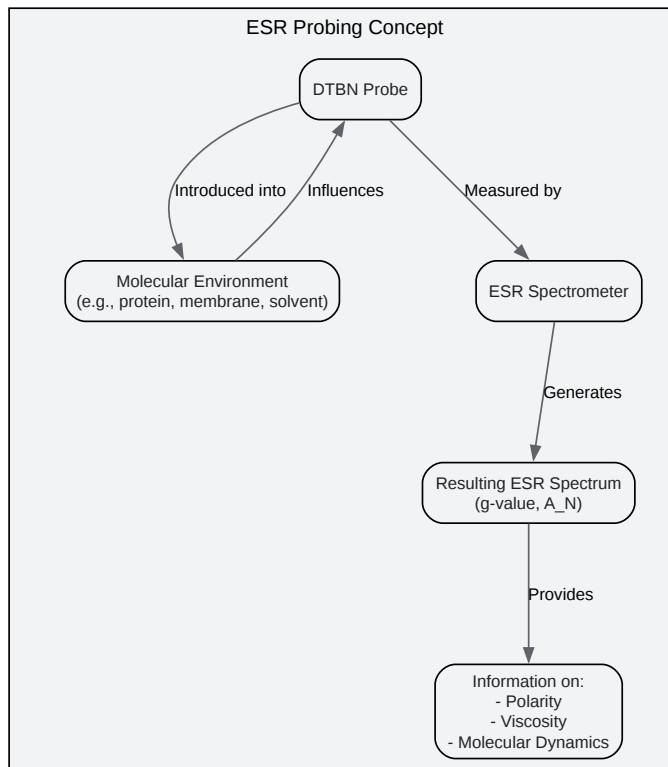 ESR Probing Concept
DTBN Probe
Introduced into
Influences
Measured by
Molecular Environment
(e.g., protein, membrane, solvent)
ESR Spectrometer
Generates
Resulting ESR Spectrum
(g-value, A_N)
Provides
Information on:
- Polarity
- Viscosity
- Molecular Dynamics